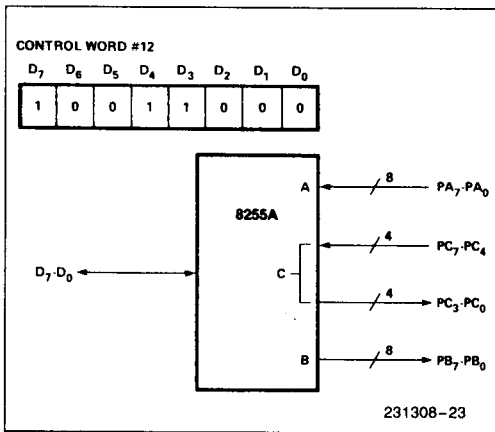 CONTROL WORD #12
D7 D6 D5 D4 D3 D2 D1 D0
1 0 0 1 1 0 0 0
8255A
A
8
PA7-PA0
4
PC7-PC4
D7-D0
C
4
PC3-PC0
B
8
PB7-PB0
231308-23